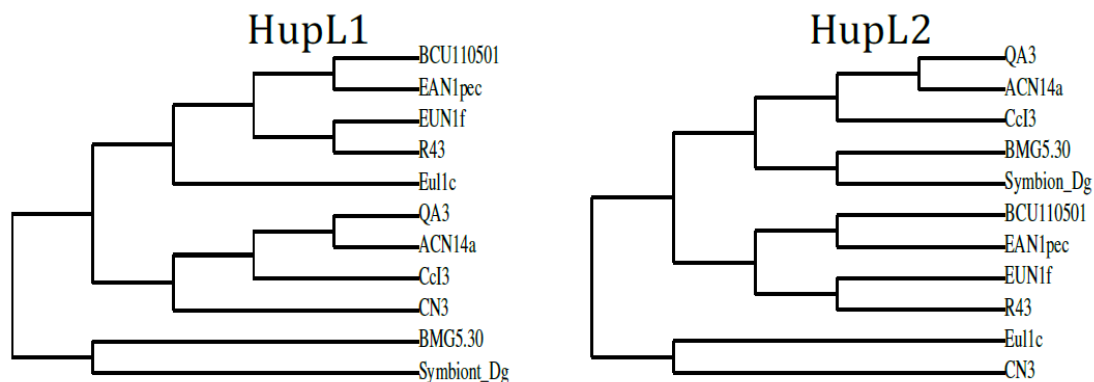 HupL1
BCU110501
EAN1pec
EUN1f
R43
Eul1c
QA3
ACN14a
CcI3
CN3
BMG5.30
Symbiont_Dg
HupL2
QA3
ACN14a
CcI3
BMG5.30
Symbion_Dg
BCU110501
EAN1pec
EUN1f
R43
Eul1c
CN3